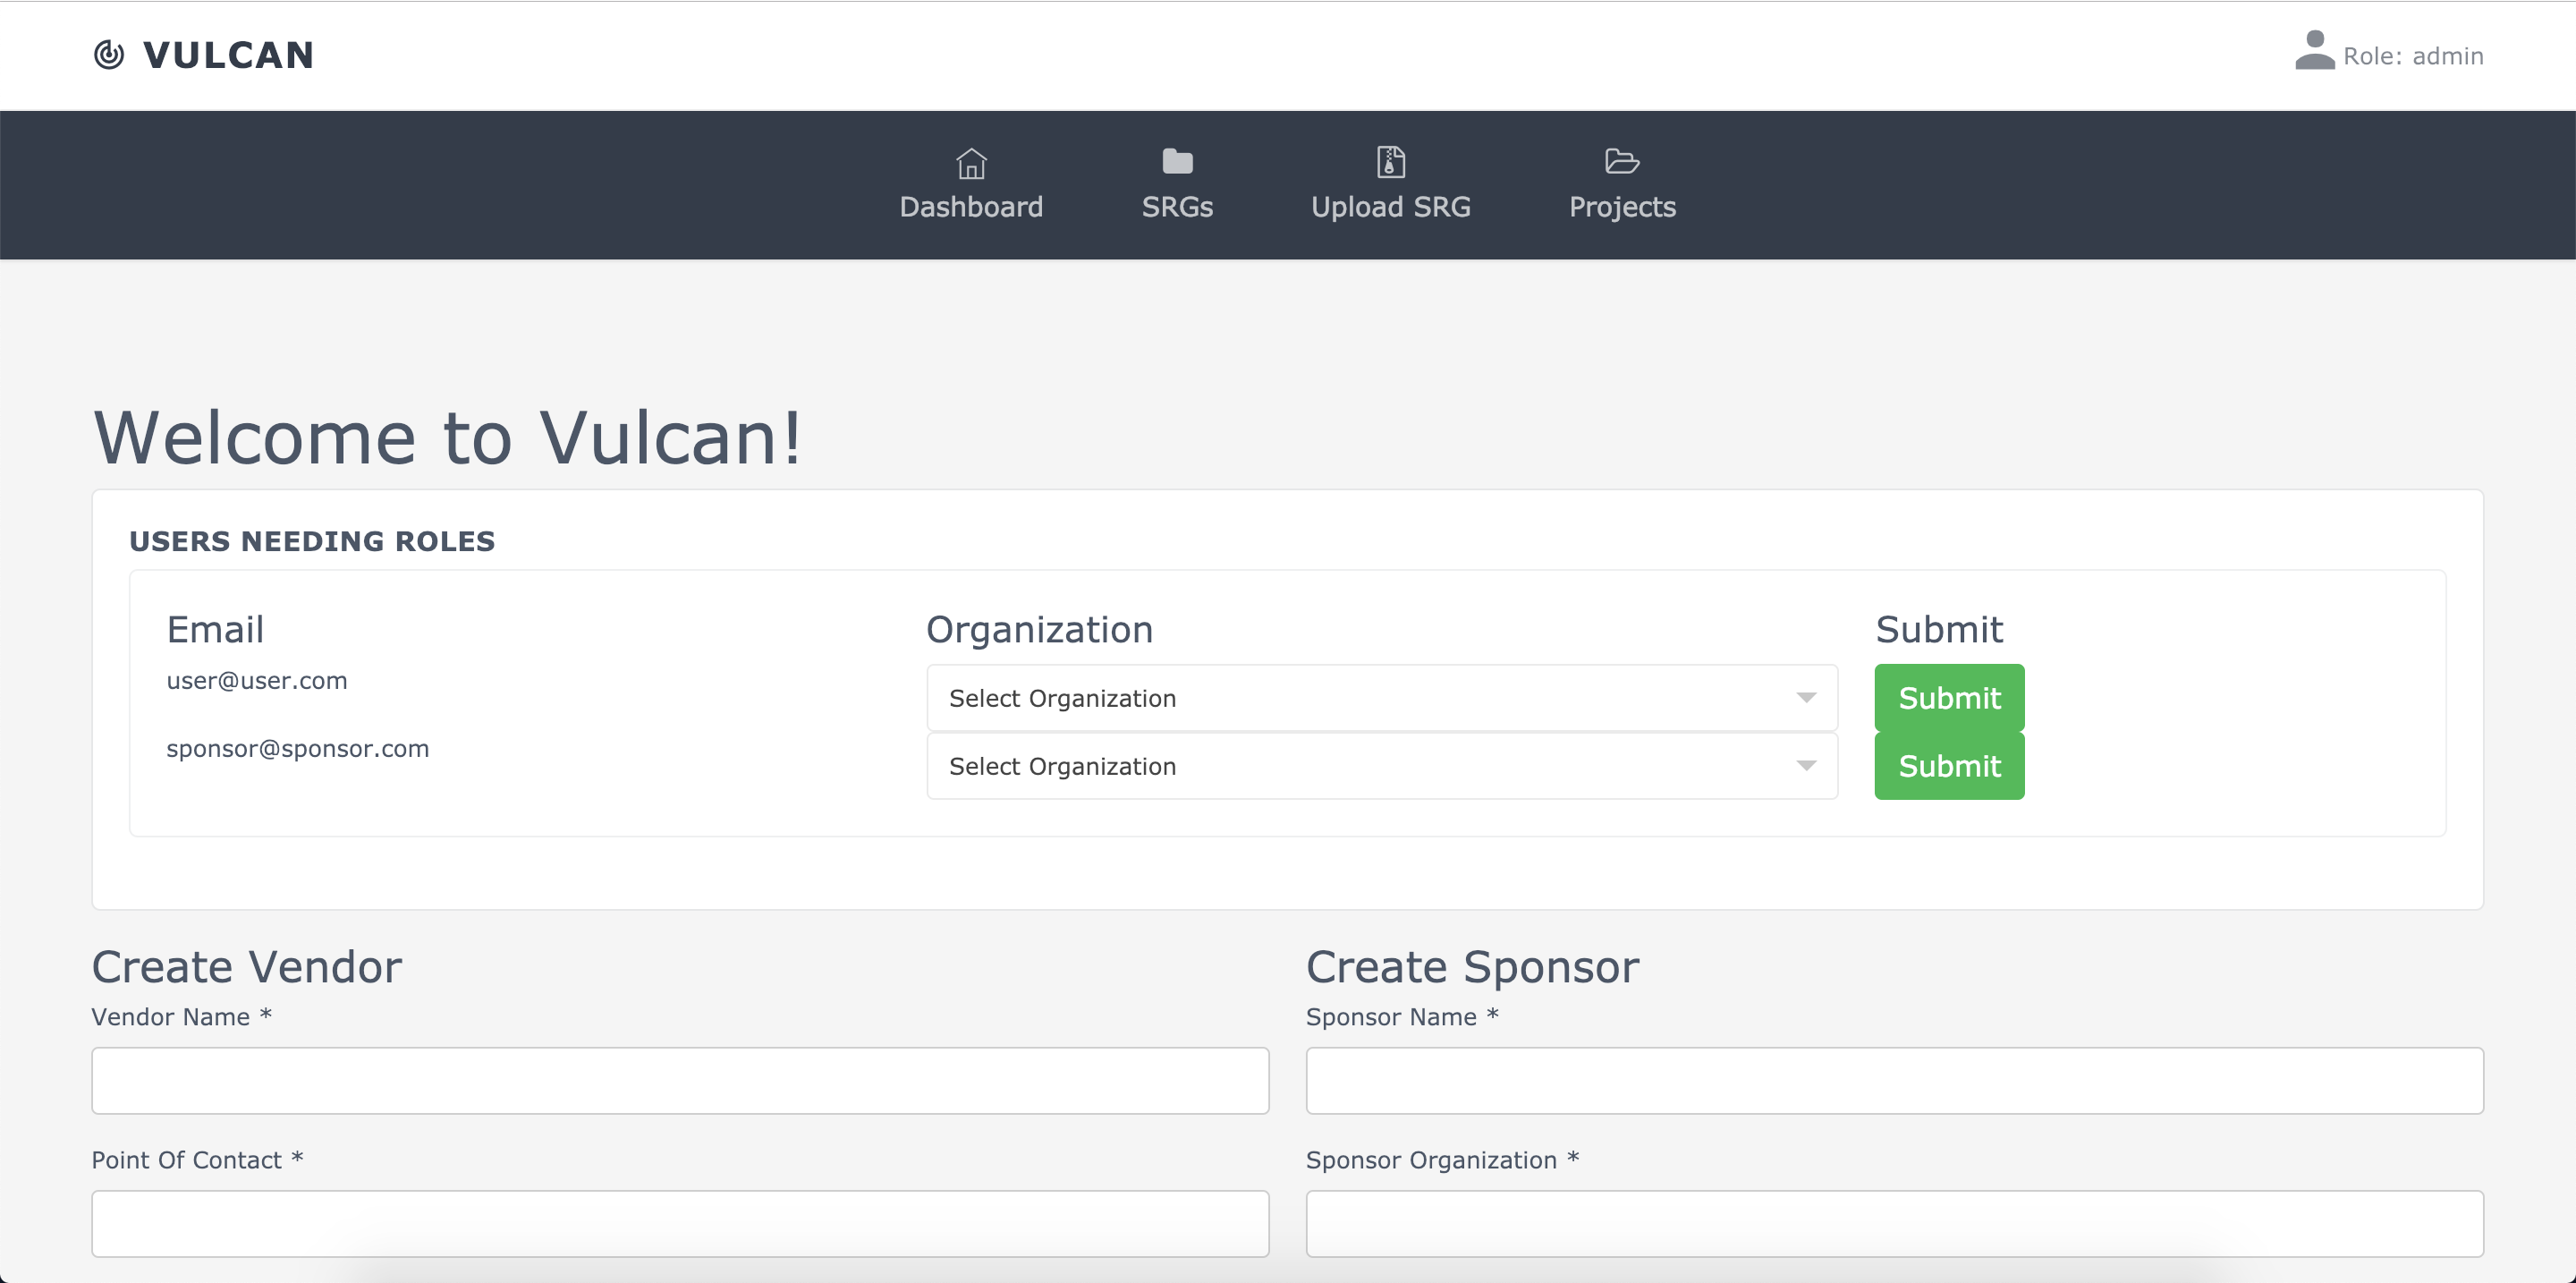 VULCAN
Role: admin
Dashboard SRGs Upload SRG Projects
Welcome to Vulcan!
USERS NEEDING ROLES
Email Organization Submit
user@user.com Select Organization Submit
sponsor@sponsor.com Select Organization Submit
Create Vendor
Vendor Name *
Point Of Contact *
Create Sponsor
Sponsor Name *
Sponsor Organization *